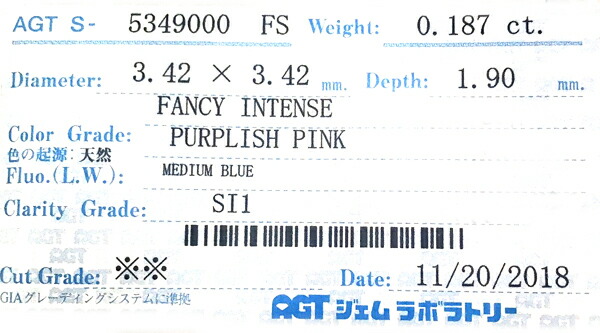 AGT S- 5349000 FS Weight: 0.187 ct.
Diameter: 3.42 × 3.42 mm. Depth: 1.90 mm.
FANCY INTENSE
Color Grade: PURPLISH PINK
色の起源: 天然
Fluo.(L.W.): MEDIUM BLUE
Clarity Grade: SI1
Cut Grade: ※※ Date: 11/20/2018
GIAグレーディングシステムに準拠
AGT ジェム ラボラトリー